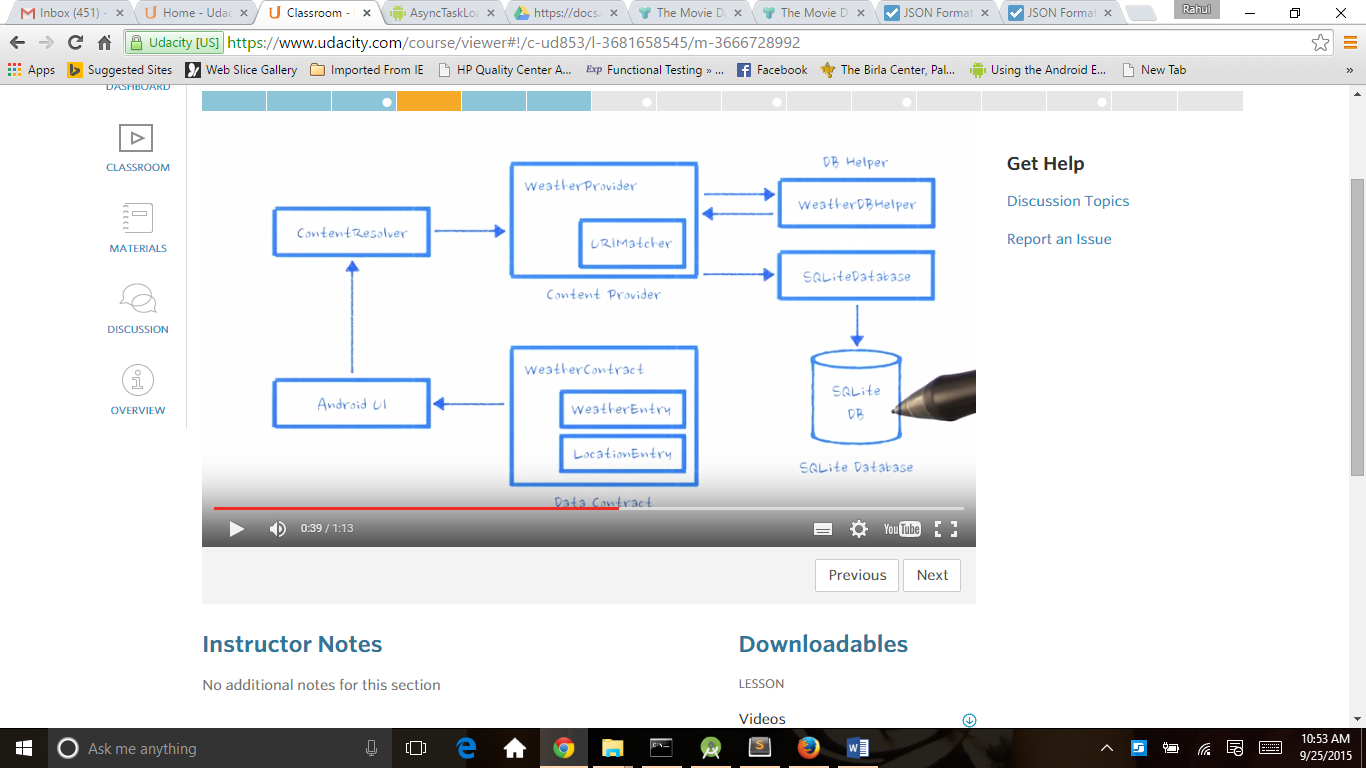 Inbox (451) -
Home - Udac
Classroom -
AsyncTaskLoa
https://docs.
The Movie D
The Movie D
JSON Format
JSON Format
Rahul
Udacity [US]
https://www.udacity.com/course/viewer#!/c-ud853/l-3681658545/m-3666728992
Apps
Suggested Sites
Web Slice Gallery
Imported From IE
HP Quality Center A...
Exp Functional Testing » ...
Facebook
The Birla Center, Pal...
Using the Android E...
New Tab
»
DASHBOARD
CLASSROOM
MATERIALS
DISCUSSION
OVERVIEW
DB Helper
WeatherProvider
WeatherDBHelper
ContentResolver
URIMatcher
SQLiteDatabase
Content Provider
WeatherContract
Android UI
WeatherEntry
SQLite
DB
LocationEntry
SQLite Database
Data Contract
0:39 / 1:13
YouTube
Get Help
Discussion Topics
Report an Issue
Previous
Next
Instructor Notes
No additional notes for this section
Downloadables
LESSON
Videos
Ask me anything
10:53 AM
9/25/2015